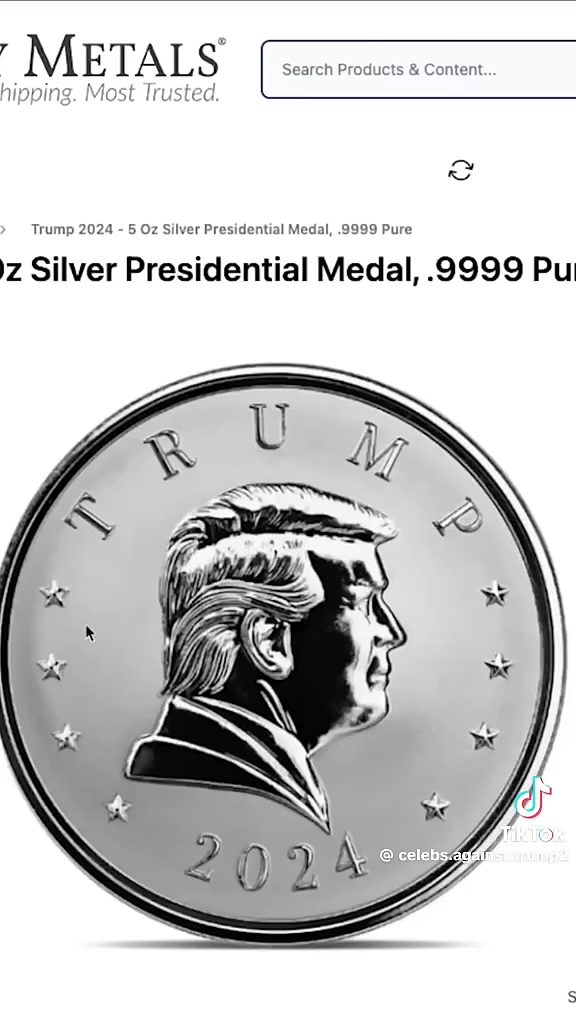 Y METALS®
hipping. Most Trusted.
Search Products & Content...
Trump 2024 - 5 Oz Silver Presidential Medal, .9999 Pure
Oz Silver Presidential Medal, .9999 Pur
TRUMP
2024
TikTok
@ celebs.against.trump2
S